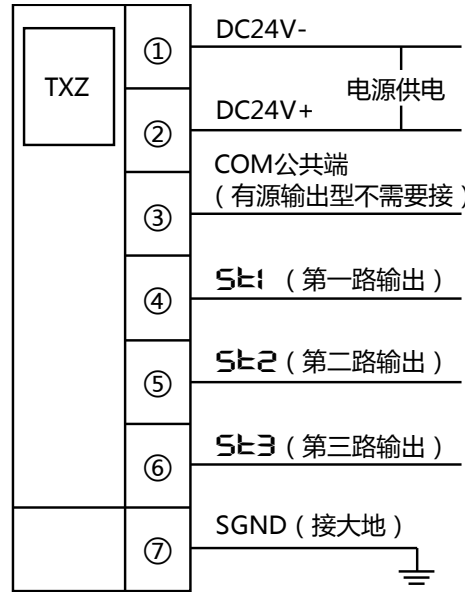 TXZ
①
DC24V-
电源供电
②
DC24V+
③
COM公共端
（有源输出型不需要接）
④
St1（第一路输出）
⑤
St2（第二路输出）
⑥
St3（第三路输出）
⑦
SGND（接大地）